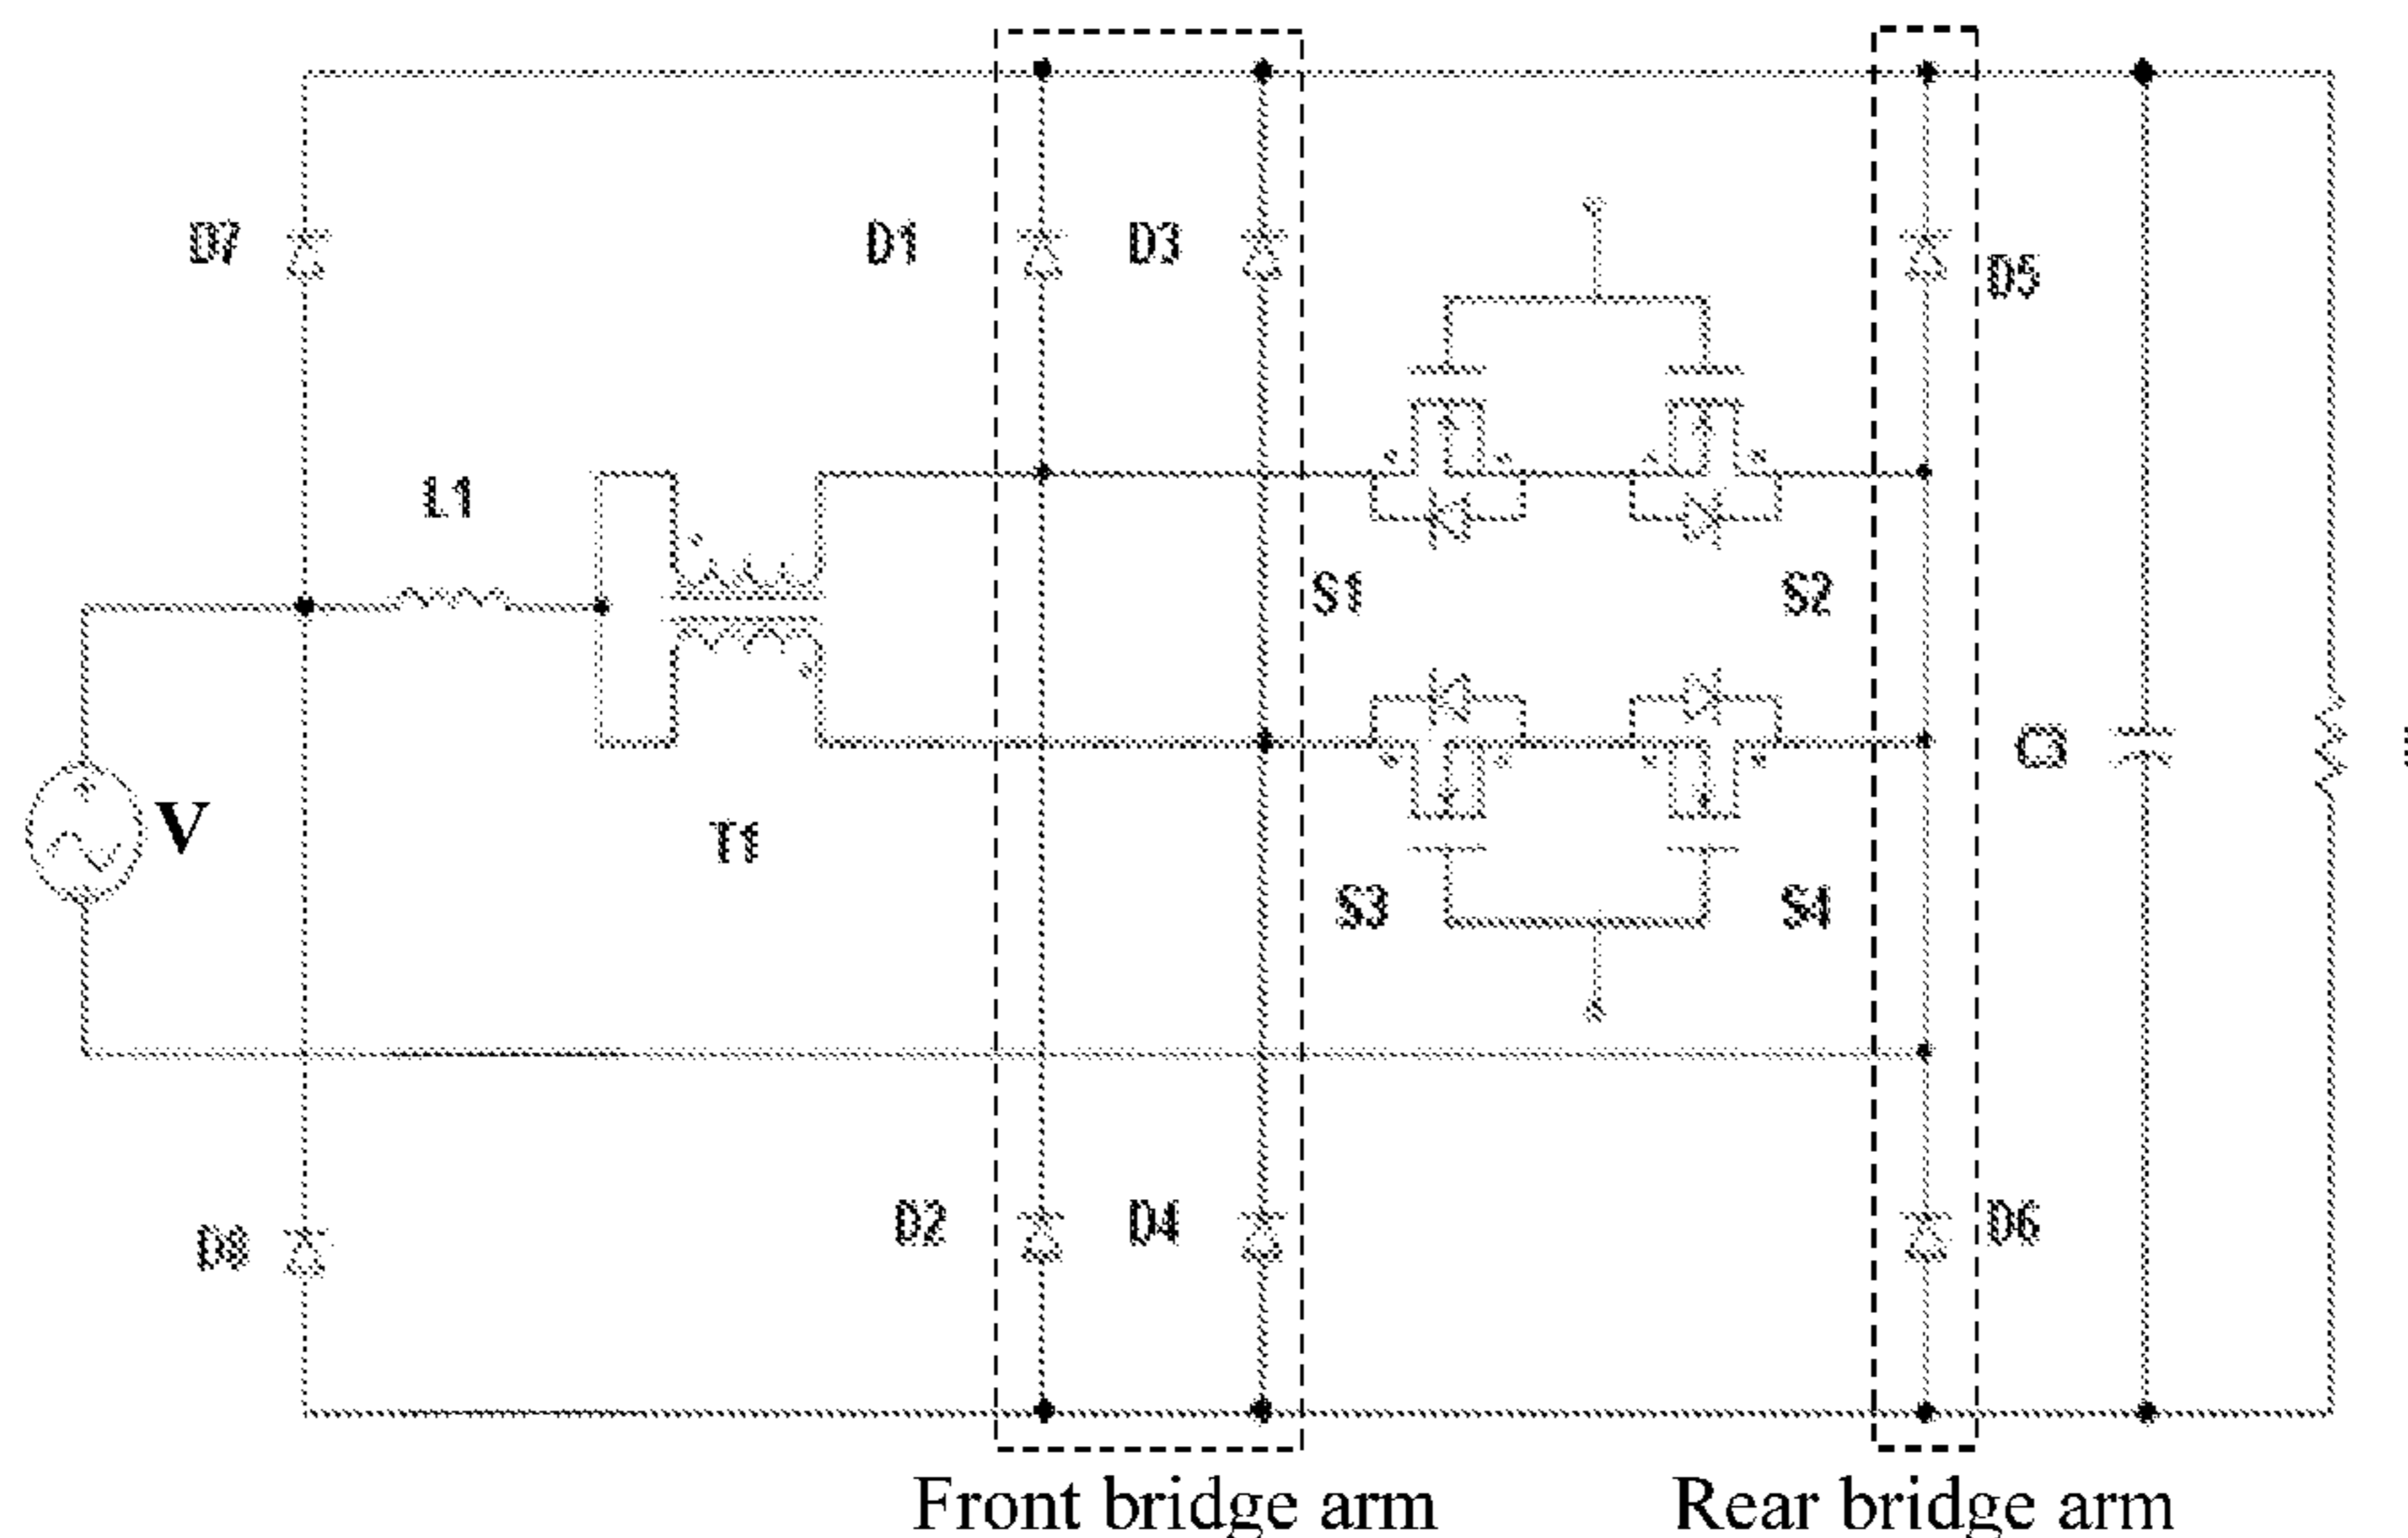 D7
D1
D3
D5
L1
S1
S2
V
T1
C3
S3
S4
D2
D4
D6
D8
Front bridge arm
Rear bridge arm